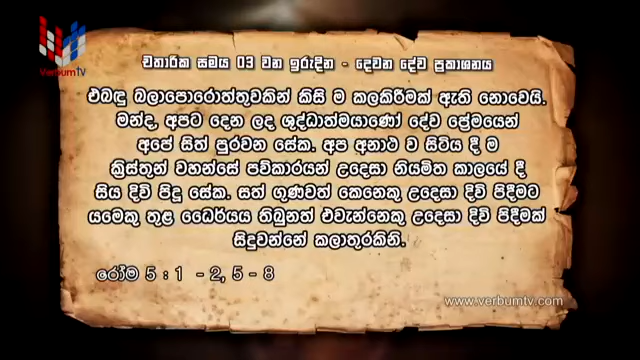 VerbumTV
චතාරික සමය 03 වන ඉරුදින - දෙවන දේව ප්‍රකාශනය
එබඳු බලාපොරොත්තුවකින් කිසි ම කලකිරීමක් ඇති නොවෙයි.
මන්ද, අපට දෙන ලද ශුද්ධාත්මයාණෝ දේව ප්‍රේමයෙන්
අපේ සිත් පුරවන සේක. අප අනාථ ව සිටිය දී ම
ක්‍රිස්තුන් වහන්සේ පව්කාරයන් උදෙසා නියමිත කාලයේ දී
සිය දිවි පිදූ සේක. සත් ගුණවත් කෙනෙකු උදෙසා දිවි පිදීමට
යමෙකු තුළ ධෛර්යය තිබුනත් එවැන්නෙකු උදෙසා දිවි පිදීමක්
සිදුවන්නේ කලාතුරකිනි.
රෝම 5 : 1 - 2, 5 - 8
www.verbumtv.com